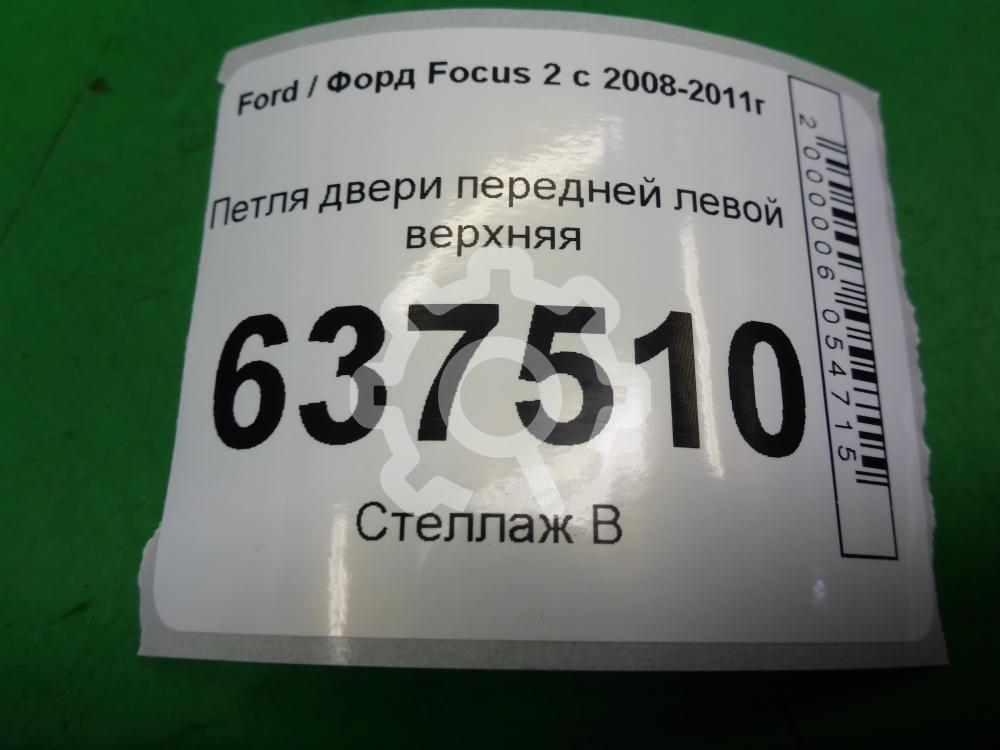 Ford / Форд Focus 2 с 2008-2011г
Петля двери передней левой
верхняя
637510
Стеллаж В
2000006054715